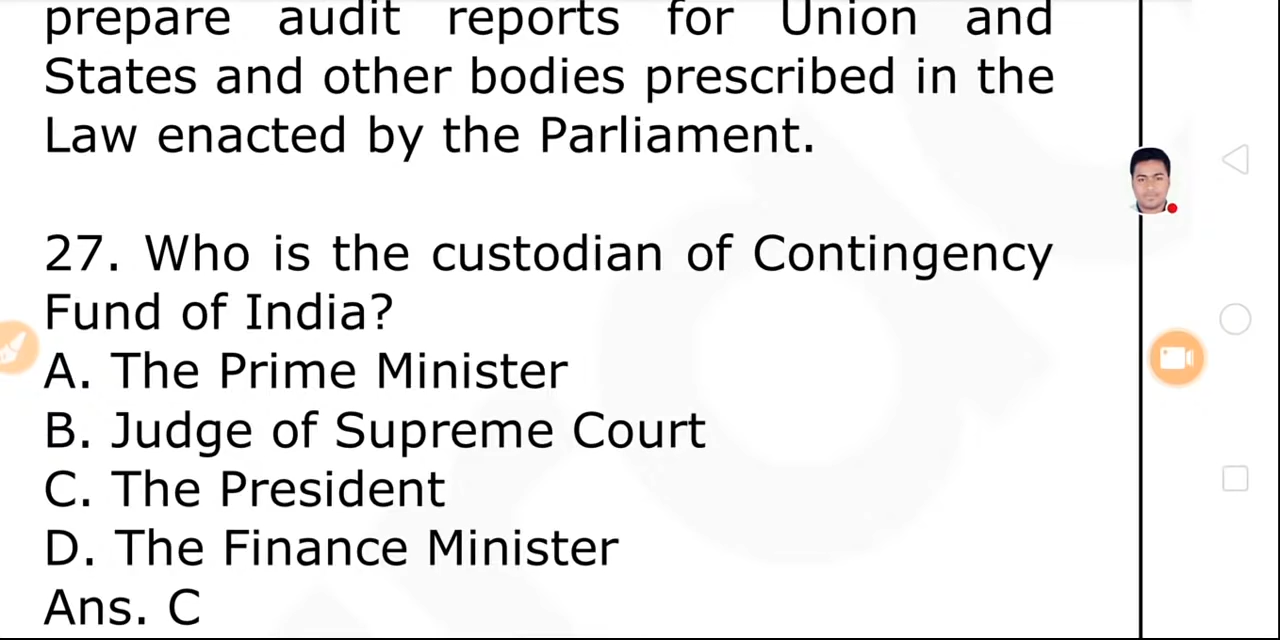 prepare audit reports for Union and
States and other bodies prescribed in the
Law enacted by the Parliament.
27. Who is the custodian of Contingency
Fund of India?
A. The Prime Minister
B. Judge of Supreme Court
C. The President
D. The Finance Minister
Ans. C